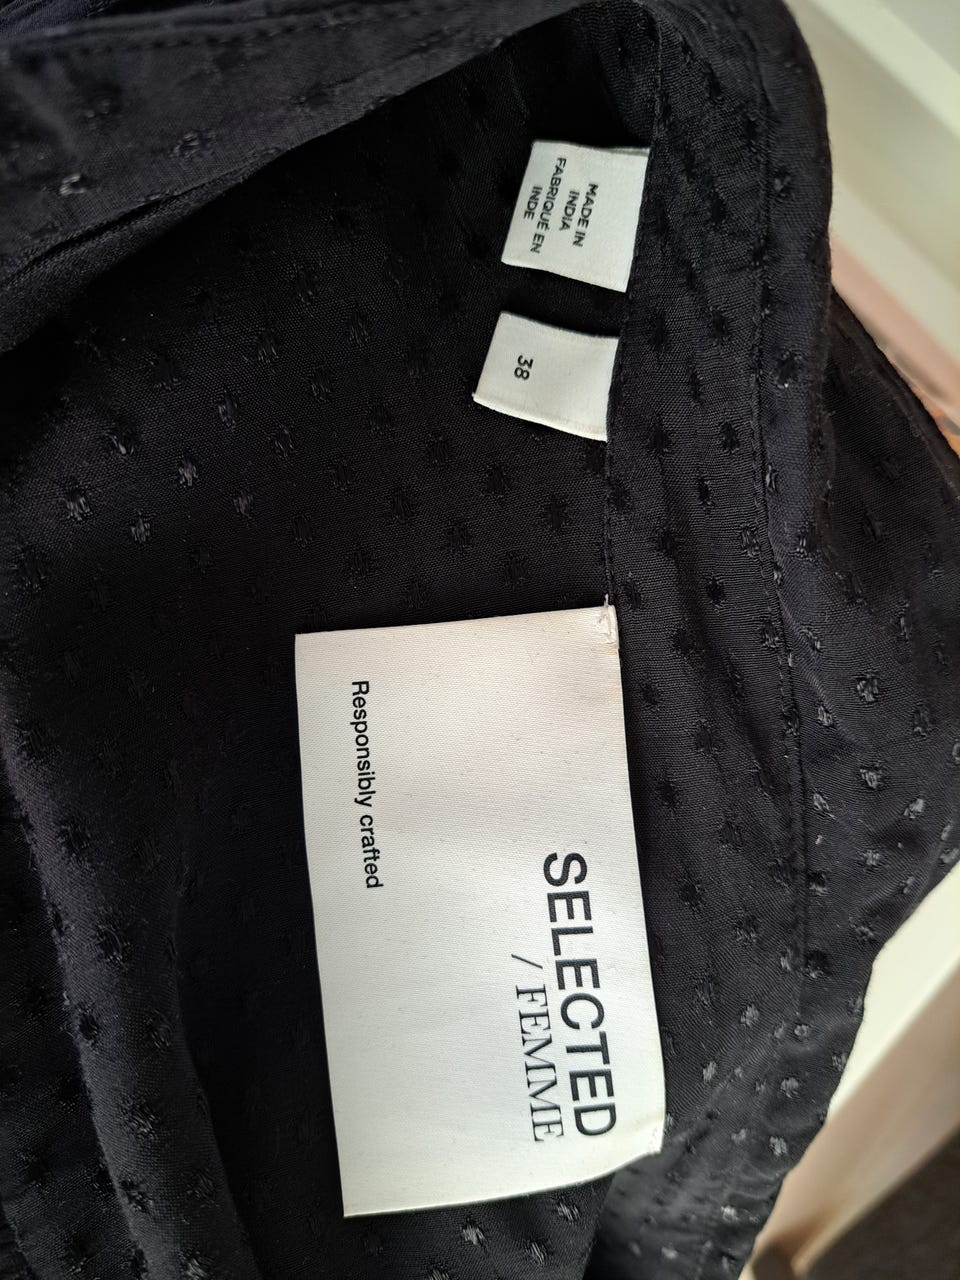 MADE IN
INDIA
FABRIQUÉ EN
INDE
38
SELECTED
/ FEMME
Responsibly crafted